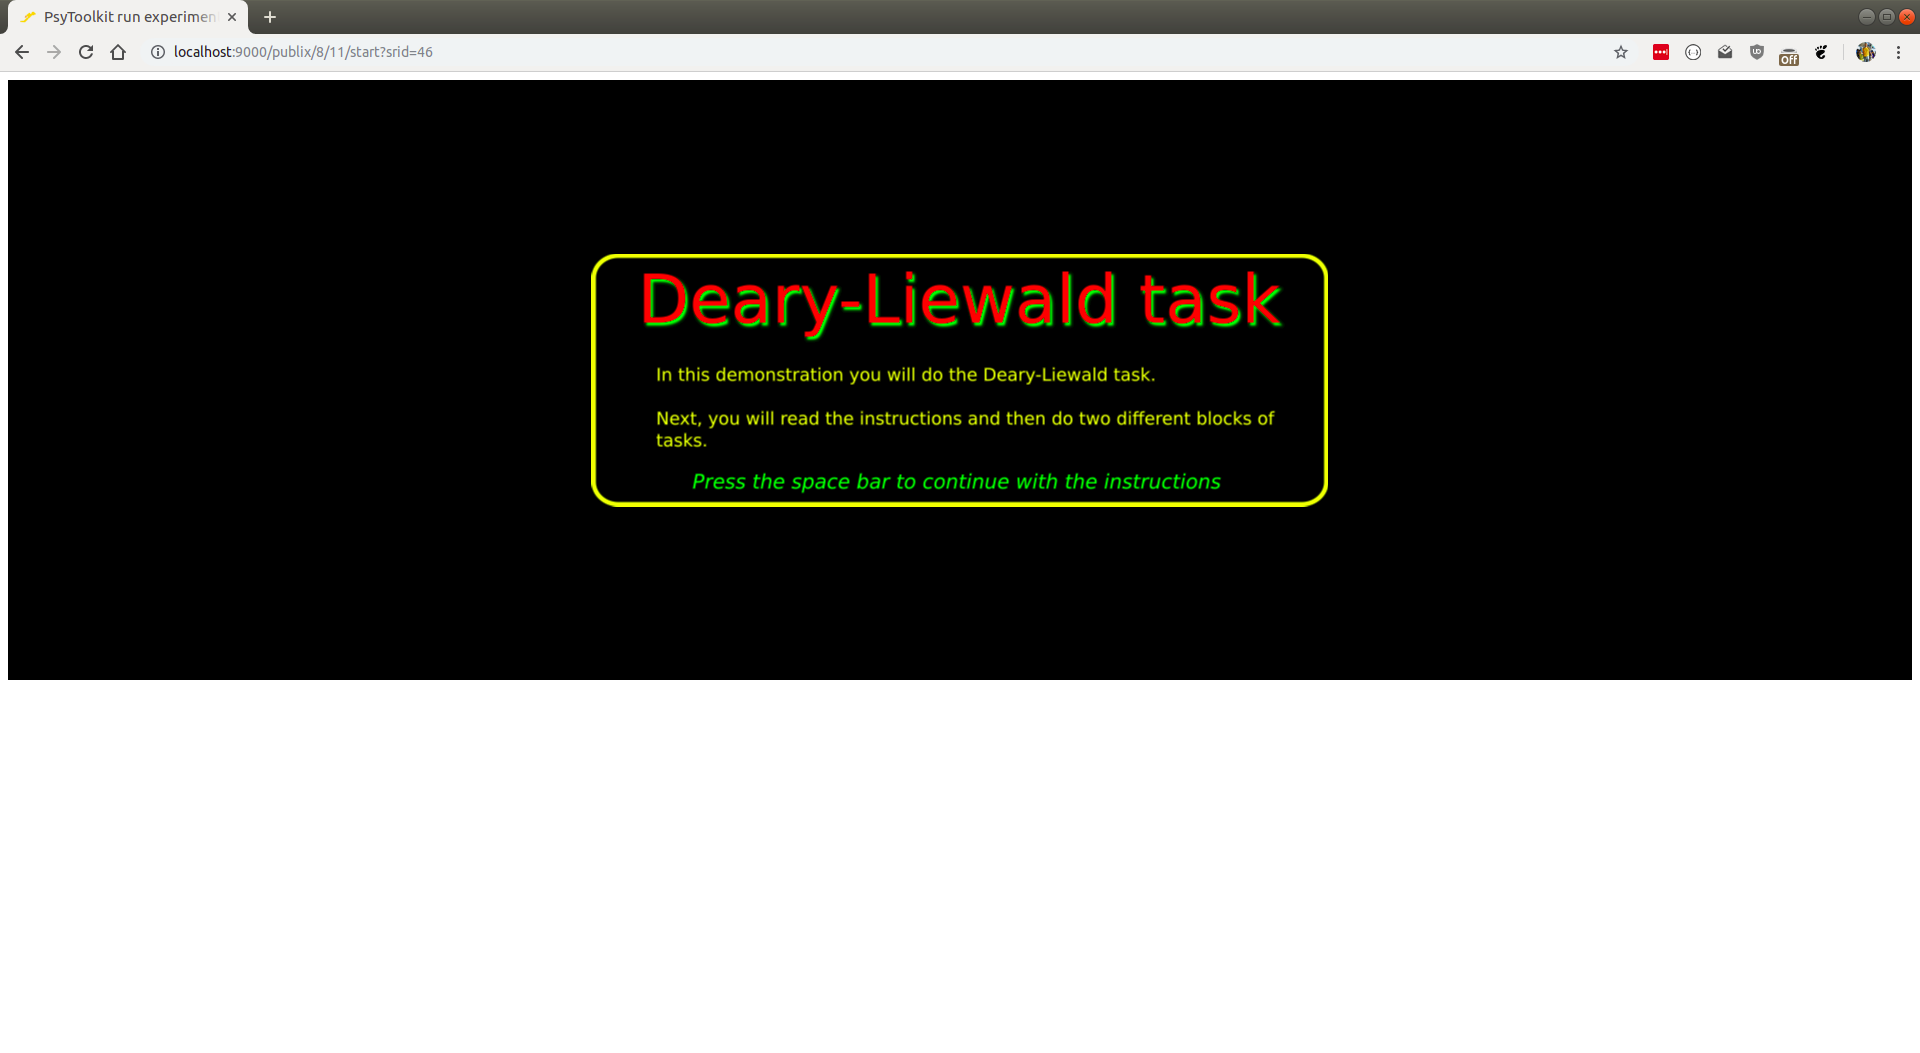 PsyToolkit run experimen
localhost:9000/publix/8/11/start?srid=46
Off
Deary-Liewald task
In this demonstration you will do the Deary-Liewald task.
Next, you will read the instructions and then do two different blocks of
tasks.
Press the space bar to continue with the instructions